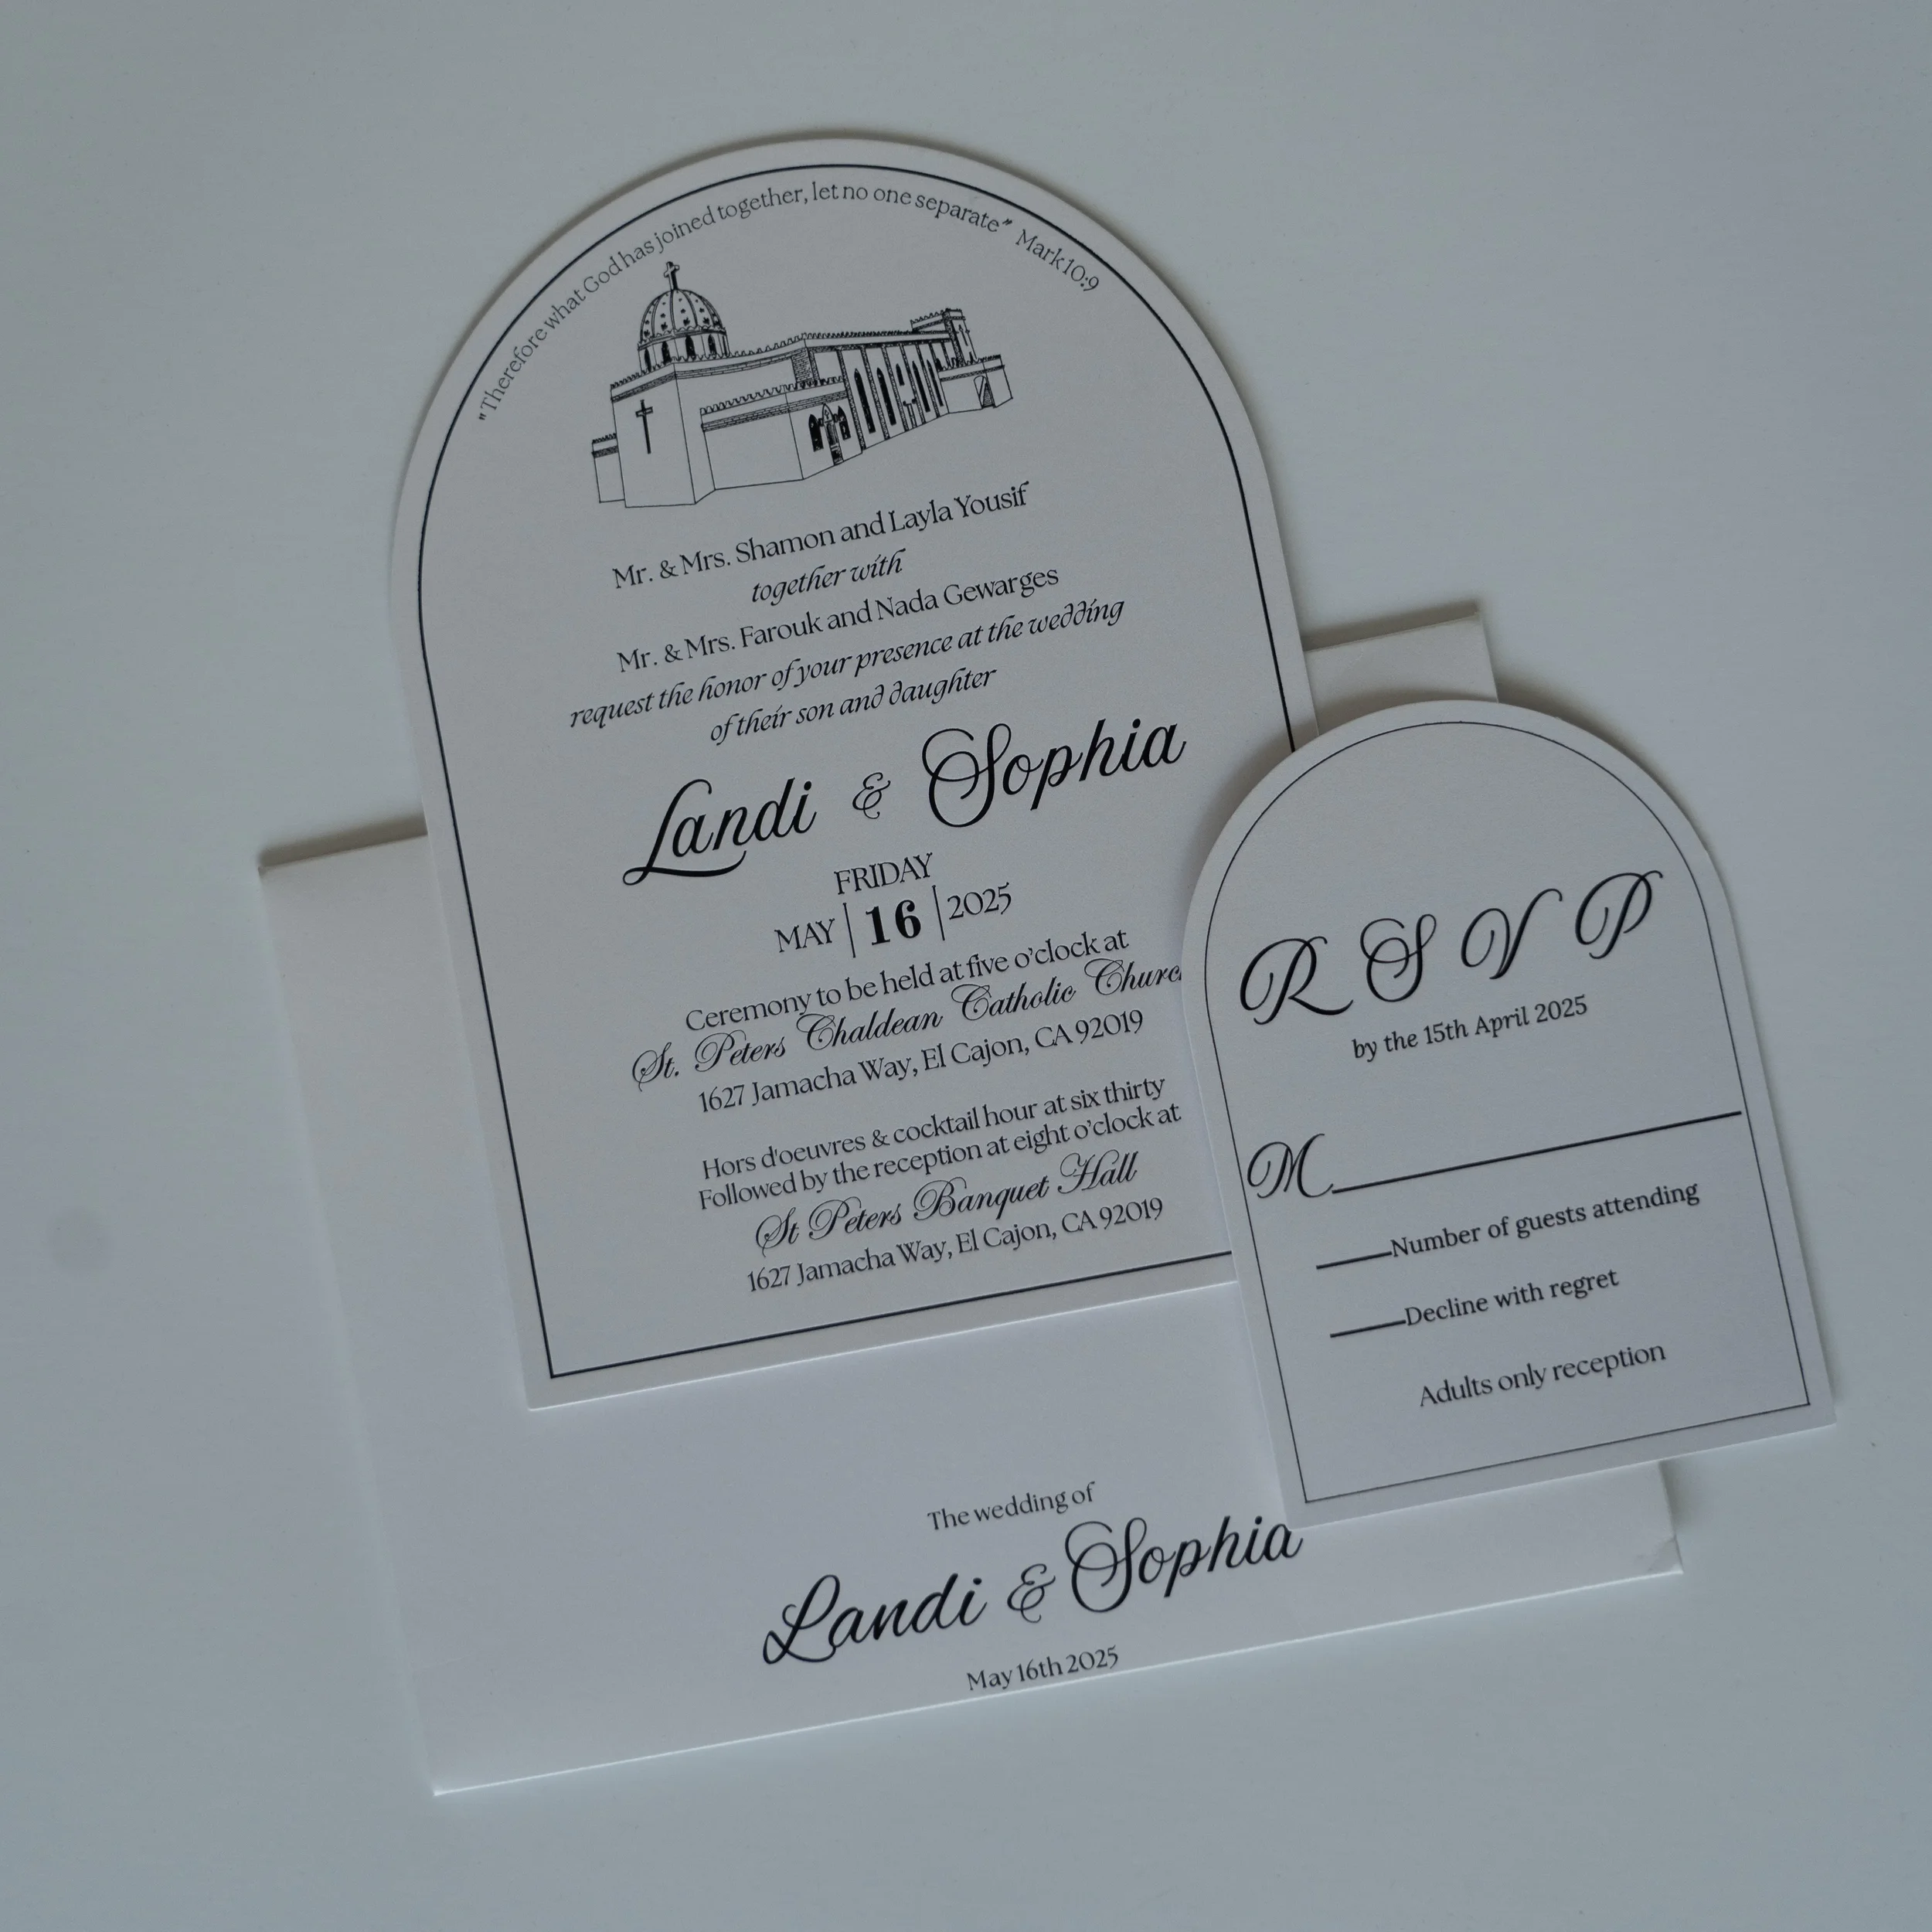 "Therefore what God has joined together, let no one separate" Mark 10:9
Mr. & Mrs. Shamon and Layla Yousif
together with
Mr. & Mrs. Farouk and Nada Gewarges
request the honor of your presence at the wedding
of their son and daughter
Landi & Sophia
FRIDAY
MAY | 16 | 2025
Ceremony to be held at five o'clock at
St. Peters Chaldean Catholic Churc
1627 Jamacha Way, El Cajon, CA 92019
Hors d'oeuvres & cocktail hour at six thirty
Followed by the reception at eight o'clock at
St Peters Banquet Hall
1627 Jamacha Way, El Cajon, CA 92019
R S V P
by the 15th April 2025
M
Number of guests attending
Decline with regret
Adults only reception
The wedding of
Landi & Sophia
May 16th 2025